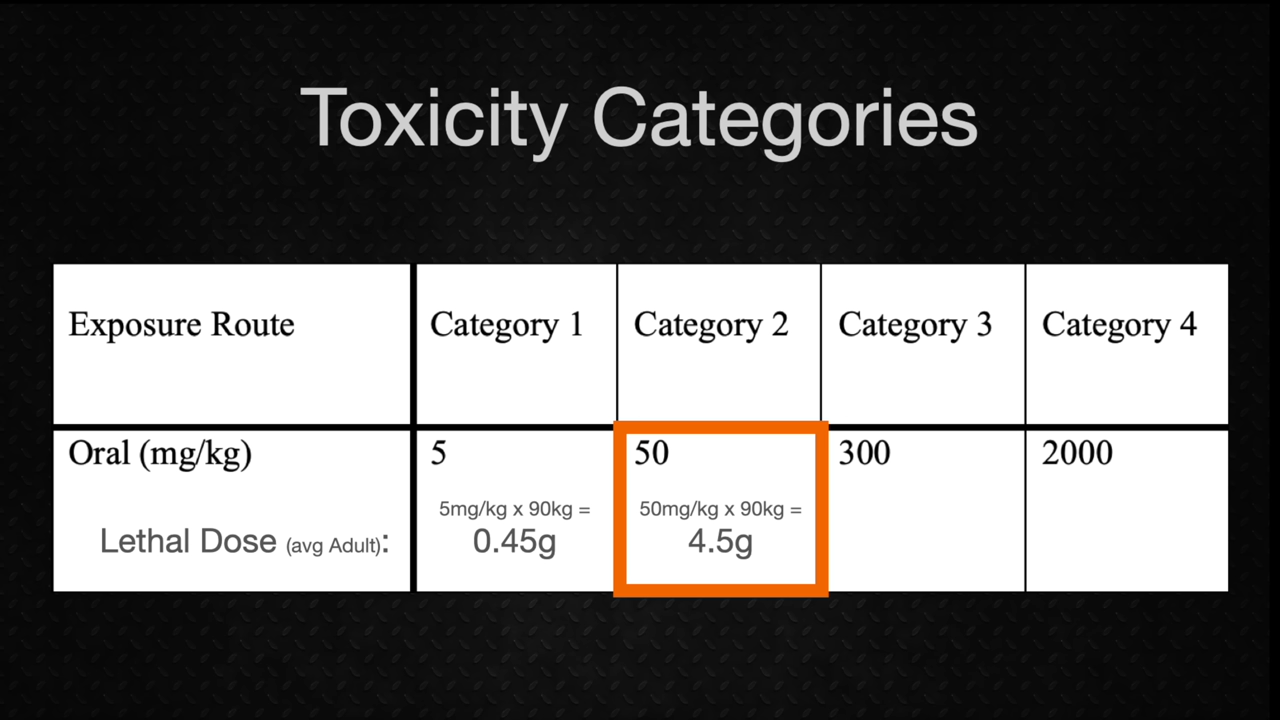 Toxicity Categories
Exposure Route Category 1 Category 2 Category 3 Category 4
Oral (mg/kg) 5 50 300 2000
5mg/kg x 90kg = 50mg/kg x 90kg =
Lethal Dose (avg Adult): 0.45g 4.5g